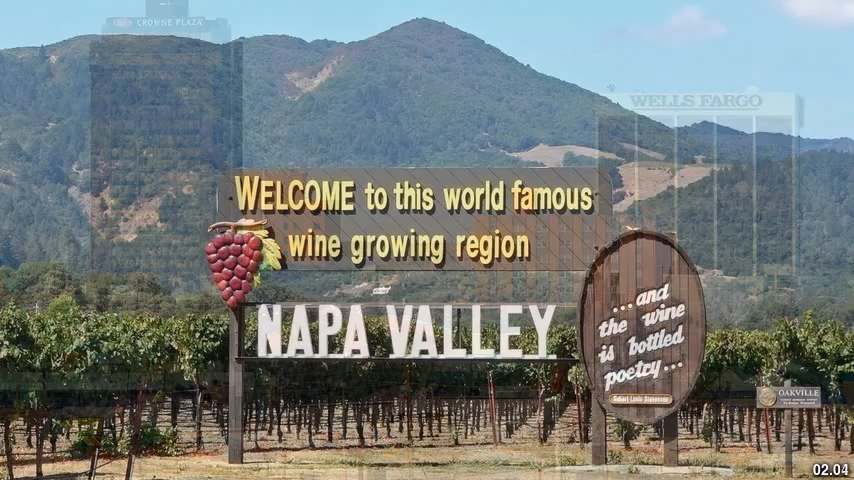 CROWNE PLAZA
WELLS FARGO
WELCOME to this world famous
wine growing region
NAPA VALLEY
...and
the wine
is bottled
poetry...
Robert Louis Stevenson
OAKVILLE
02.04